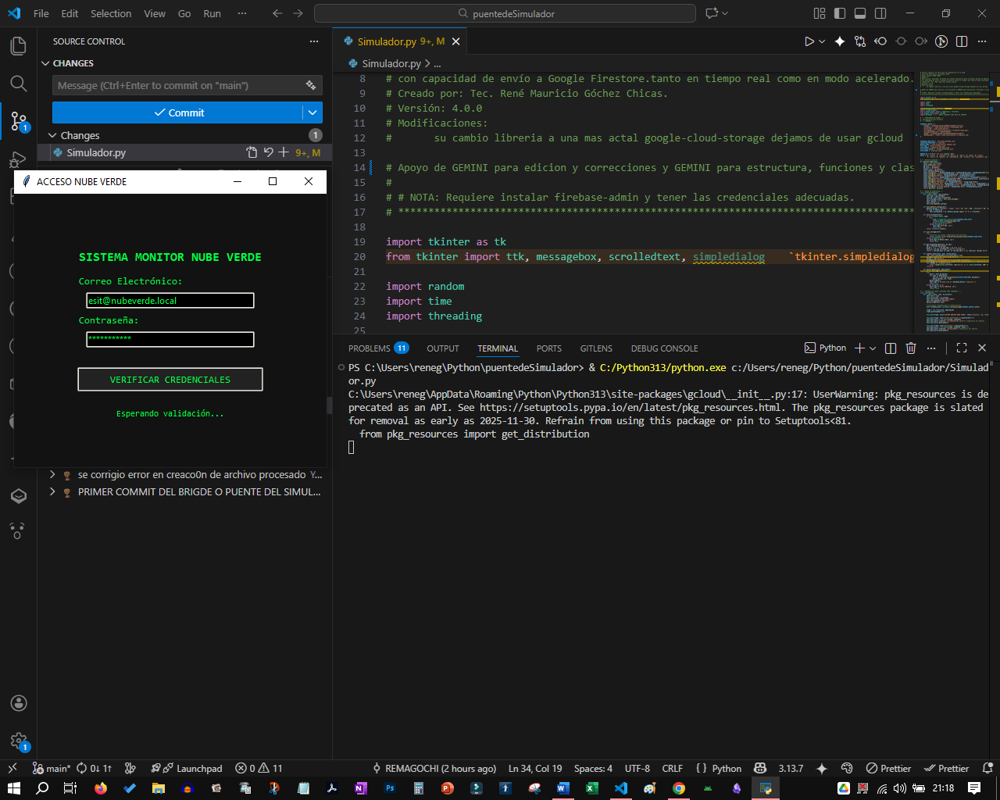 File Edit Selection View Go Run ··· puentedeSimulador
SOURCE CONTROL
CHANGES
Message (Ctrl+Enter to commit on "main")
Commit
Changes 1
Simulador.py 9+, M
1
ACCESO NUBE VERDE
SISTEMA MONITOR NUBE VERDE
Correo Electrónico:
esit@nubeverde.local
Contraseña:
***********
VERIFICAR CREDENCIALES
Esperando validación...
se corrigio error en creaco0n de archivo procesado Y...
PRIMER COMMIT DEL BRIGDE O PUENTE DEL SIMUL...
1
Simulador.py 9+, M
Simulador.py > ...
8 # con capacidad de envío a Google Firestore.tanto en tiempo real como en modo acelerado.
9 # Creado por: Tec. René Mauricio Góchez Chicas.
10 # Versión: 4.0.0
11 # Modificaciones:
12 # su cambio libreria a una mas actal google-cloud-storage dejamos de usar gcloud
13
14 # Apoyo de GEMINI para edicion y correcciones y GEMINI para estructura, funciones y clas
15 #
16 # # NOTA: Requiere instalar firebase-admin y tener las credenciales adecuadas.
17 # *************************************************************************************
18
19 import tkinter as tk
20 from tkinter import ttk, messagebox, scrolledtext, simpledialog `tkinter.simpledialog
21
22 import random
23 import time
24 import threading
25
PROBLEMS 11 OUTPUT TERMINAL PORTS GITLENS DEBUG CONSOLE Python
PS C:\Users\reneg\Python\puentedeSimulador> & C:/Python313/python.exe c:/Users/reneg/Python/puentedeSimulador/Simulad
or.py
C:\Users\reneg\AppData\Roaming\Python\Python313\site-packages\gcloud\__init__.py:17: UserWarning: pkg_resources is de
precated as an API. See https://setuptools.pypa.io/en/latest/pkg_resources.html. The pkg_resources package is slated
for removal as early as 2025-11-30. Refrain from using this package or pin to Setuptools<81.
from pkg_resources import get_distribution
main* 0↓ 1↑ Launchpad 0 11 REMAGOCHI (2 hours ago) Ln 34, Col 19 Spaces: 4 UTF-8 CRLF { } Python 3.13.7 Prettier Prettier
21:18